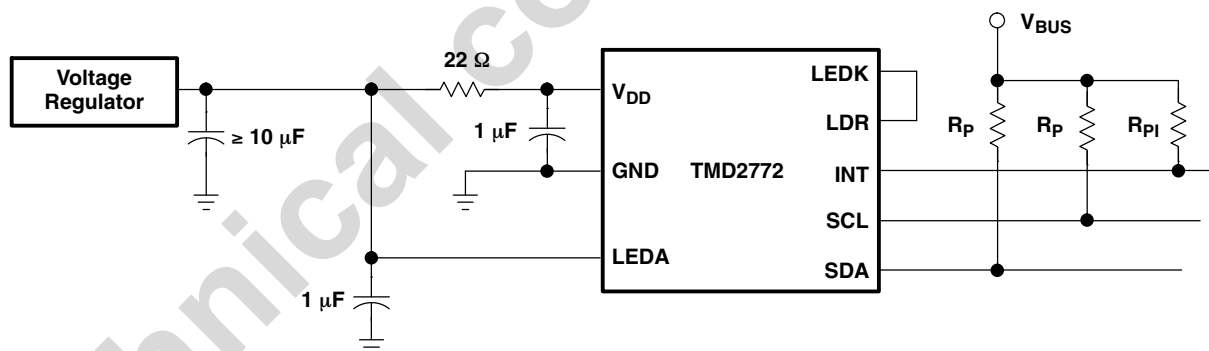 V_BUS
Voltage
Regulator
22 Ω
≥ 10 μF
1 μF
1 μF
V_DD
GND
LEDA
TMD2772
LEDK
LDR
INT
SCL
SDA
R_P
R_P
R_PI